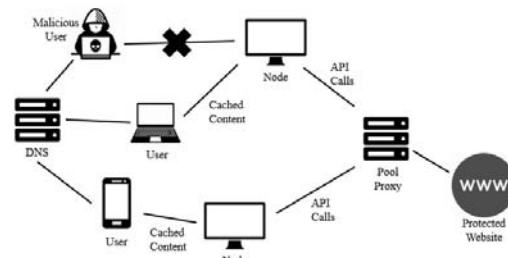 Malicious
User
Node
API
Calls
Cached
Content
DNS
User
Pool
Proxy
WWW
Protected
Website
API
Calls
User
Cached
Content
Node